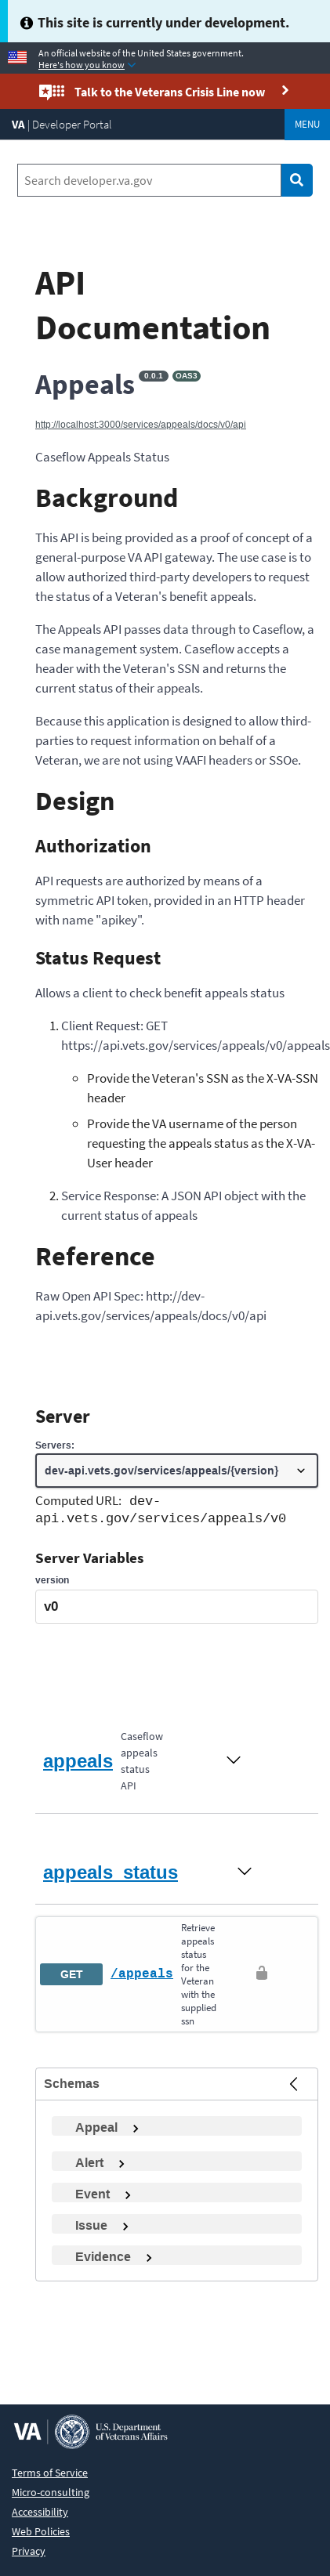 This site is currently under development.
An official website of the United States government.
Here's how you know
Talk to the Veterans Crisis Line now
VA | Developer Portal
MENU
Search developer.va.gov
API
Documentation
Appeals 0.0.1 OAS3
http://localhost:3000/services/appeals/docs/v0/api
Caseflow Appeals Status
Background
This API is being provided as a proof of concept of a
general-purpose VA API gateway. The use case is to
allow authorized third-party developers to request
the status of a Veteran's benefit appeals.
The Appeals API passes data through to Caseflow, a
case management system. Caseflow accepts a
header with the Veteran's SSN and returns the
current status of their appeals.
Because this application is designed to allow third-
parties to request information on behalf of a
Veteran, we are not using VAAFI headers or SSOe.
Design
Authorization
API requests are authorized by means of a
symmetric API token, provided in an HTTP header
with name "apikey".
Status Request
Allows a client to check benefit appeals status
1. Client Request: GET
https://api.vets.gov/services/appeals/v0/appeals
Provide the Veteran's SSN as the X-VA-SSN
header
Provide the VA username of the person
requesting the appeals status as the X-VA-
User header
2. Service Response: A JSON API object with the
current status of appeals
Reference
Raw Open API Spec: http://dev-
api.vets.gov/services/appeals/docs/v0/api
Server
Servers:
dev-api.vets.gov/services/appeals/{version}
Computed URL: dev-
api.vets.gov/services/appeals/v0
Server Variables
version
v0
appeals
Caseflow
appeals
status
API
appeals_status
GET
/appeals
Retrieve
appeals
status
for the
Veteran
with the
supplied
ssn
Schemas
Appeal
Alert
Event
Issue
Evidence
VA
U.S. Department
of Veterans Affairs
Terms of Service
Micro-consulting
Accessibility
Web Policies
Privacy